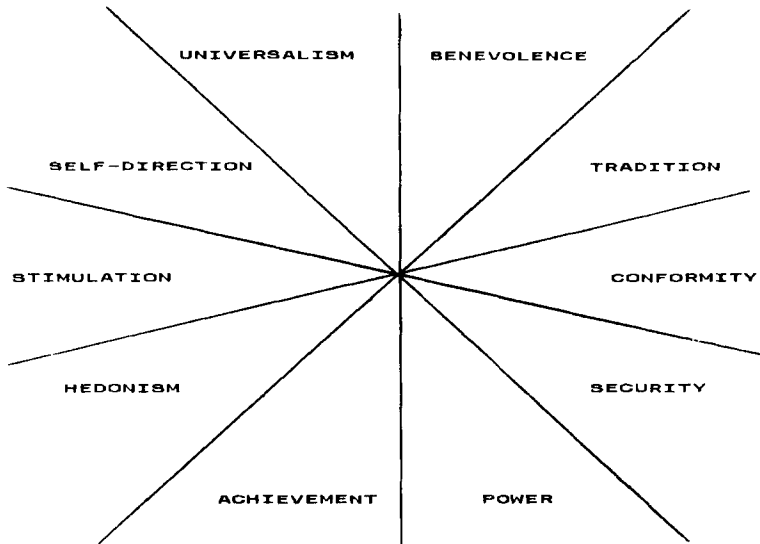 UNIVERSALISM
BENEVOLENCE
SELF-DIRECTION
TRADITION
STIMULATION
CONFORMITY
HEDONISM
SECURITY
ACHIEVEMENT
POWER